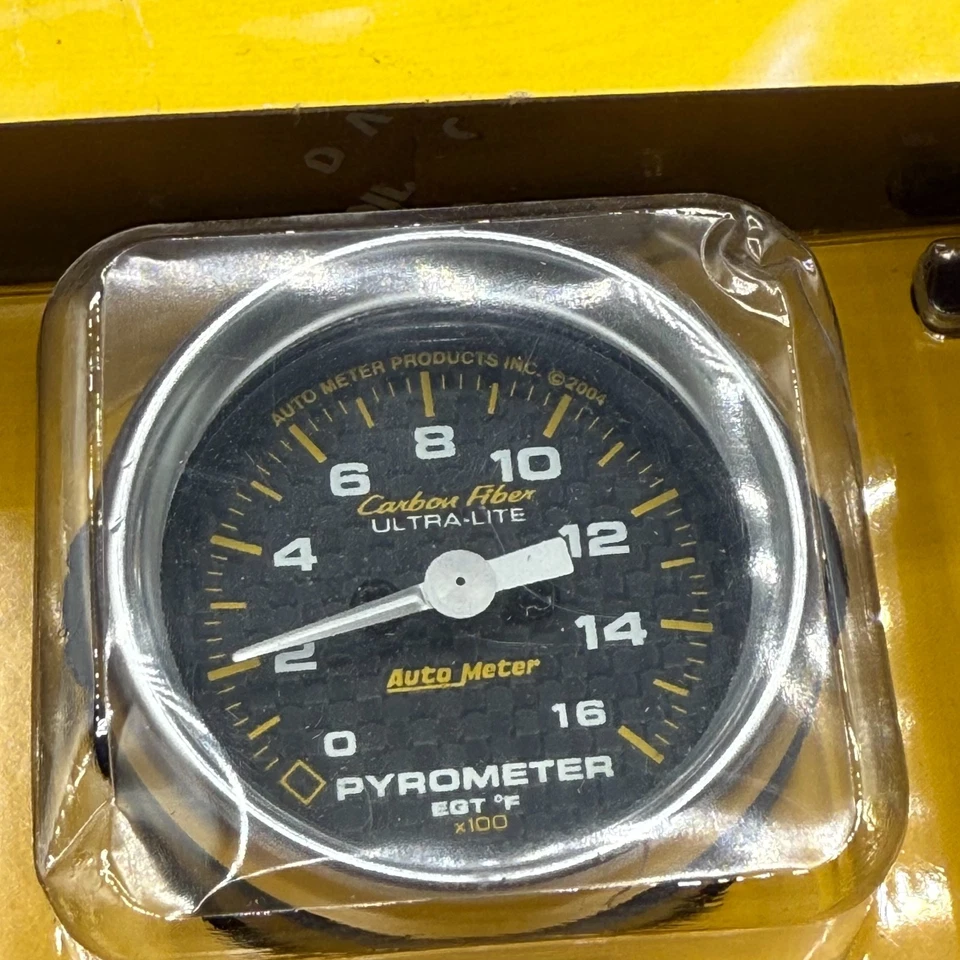 AUTO METER PRODUCTS INC. ©2004
8
6
10
Carbon Fiber
ULTRA-LITE
4
12
2
14
Auto Meter
0
16
PYROMETER
EGT °F
x100